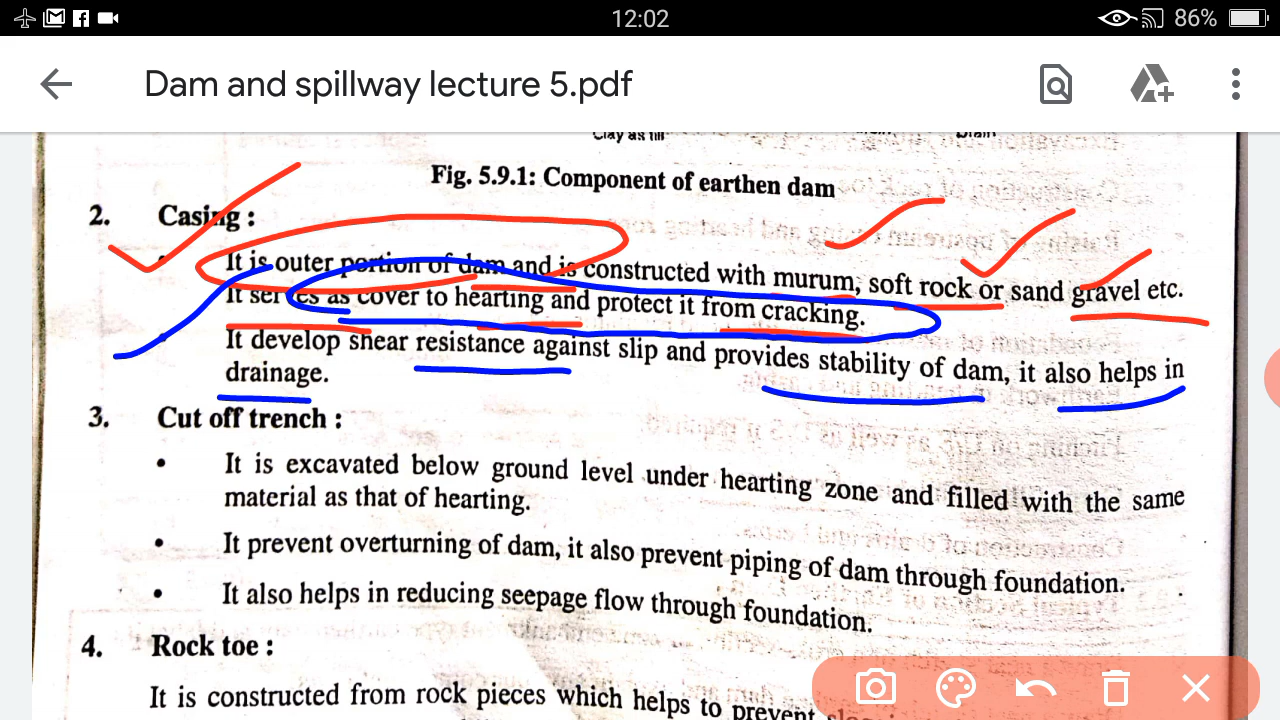 12:02
86%
Dam and spillway lecture 5.pdf
Clay as fill
Drain
Fig. 5.9.1: Component of earthen dam
2. Casing :
It is outer portion of dam and is constructed with murum, soft rock or sand gravel etc.
It serves as cover to hearting and protect it from cracking.
It develop shear resistance against slip and provides stability of dam, it also helps in
drainage.
3. Cut off trench :
• It is excavated below ground level under hearting zone and filled with the same
material as that of hearting.
• It prevent overturning of dam, it also prevent piping of dam through foundation.
• It also helps in reducing seepage flow through foundation.
4. Rock toe :
It is constructed from rock pieces which helps to prevent